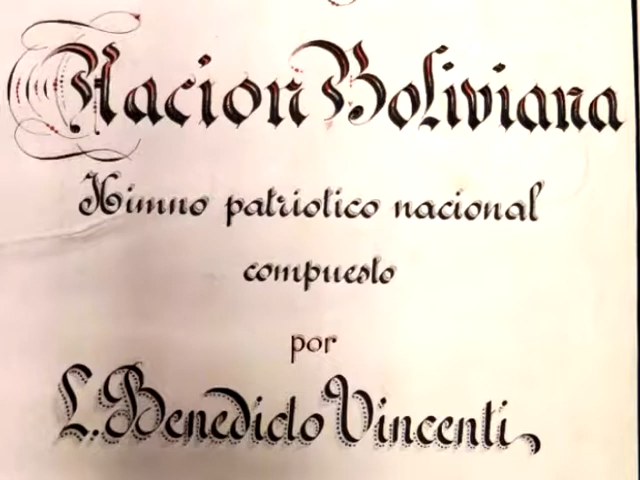 Nacion Boliviana
Himno patriotico nacional
compuesto
por
L. Benedicto Vincenti